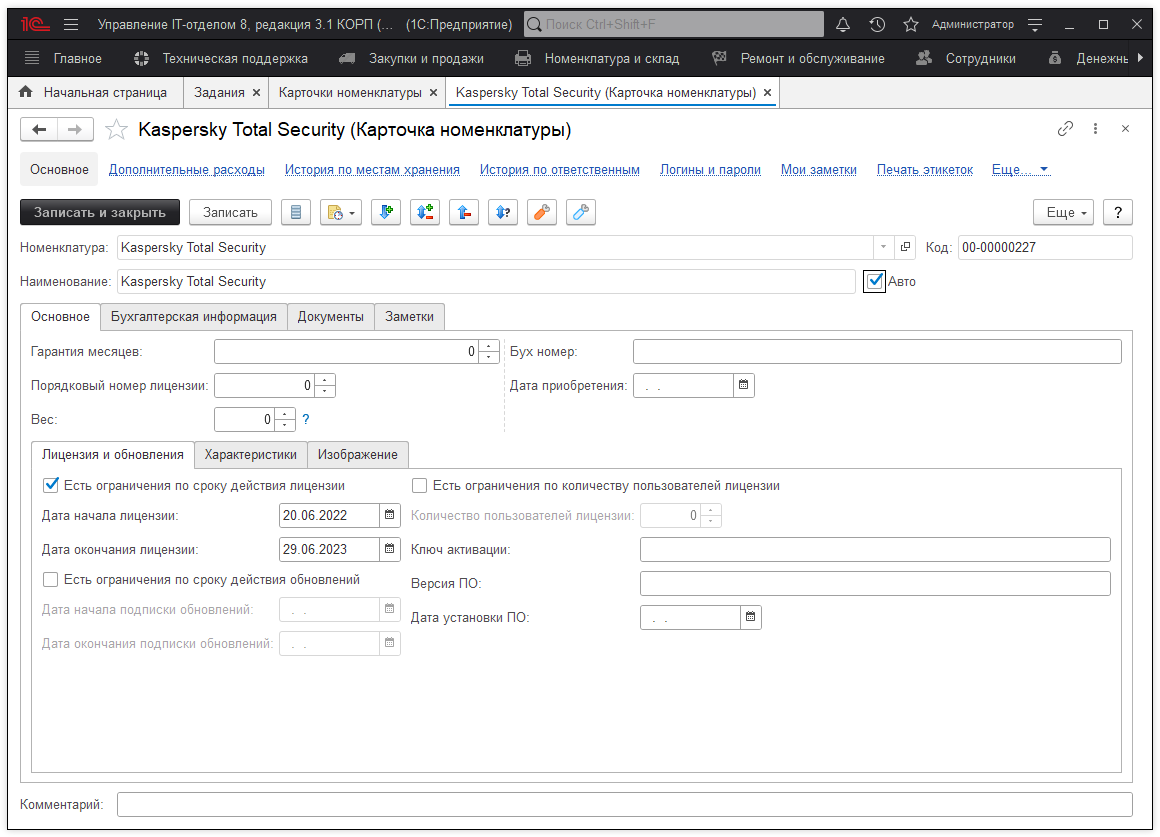 1С Управление IT-отделом 8, редакция 3.1 КОРП (... (1С:Предприятие) Поиск Ctrl+Shift+F Администратор
Главное Техническая поддержка Закупки и продажи Номенклатура и склад Ремонт и обслуживание Сотрудники Денежнь
Начальная страница Задания × Карточки номенклатуры × Kaspersky Total Security (Карточка номенклатуры) ×
Kaspersky Total Security (Карточка номенклатуры)
Основное Дополнительные расходы История по местам хранения История по ответственным Логины и пароли Мои заметки Печать этикеток Еще...
Записать и закрыть Записать Еще ?
Номенклатура: Kaspersky Total Security Код: 00-00000227
Наименование: Kaspersky Total Security Авто
Основное Бухгалтерская информация Документы Заметки
Гарантия месяцев: 0 Бух номер:
Порядковый номер лицензии: 0 Дата приобретения: . .
Вес: 0 ?
Лицензия и обновления Характеристики Изображение
Есть ограничения по сроку действия лицензии Есть ограничения по количеству пользователей лицензии
Дата начала лицензии: 20.06.2022 Количество пользователей лицензии: 0
Дата окончания лицензии: 29.06.2023 Ключ активации:
Есть ограничения по сроку действия обновлений Версия ПО:
Дата начала подписки обновлений: . . Дата установки ПО: . .
Дата окончания подписки обновлений: . .
Комментарий: